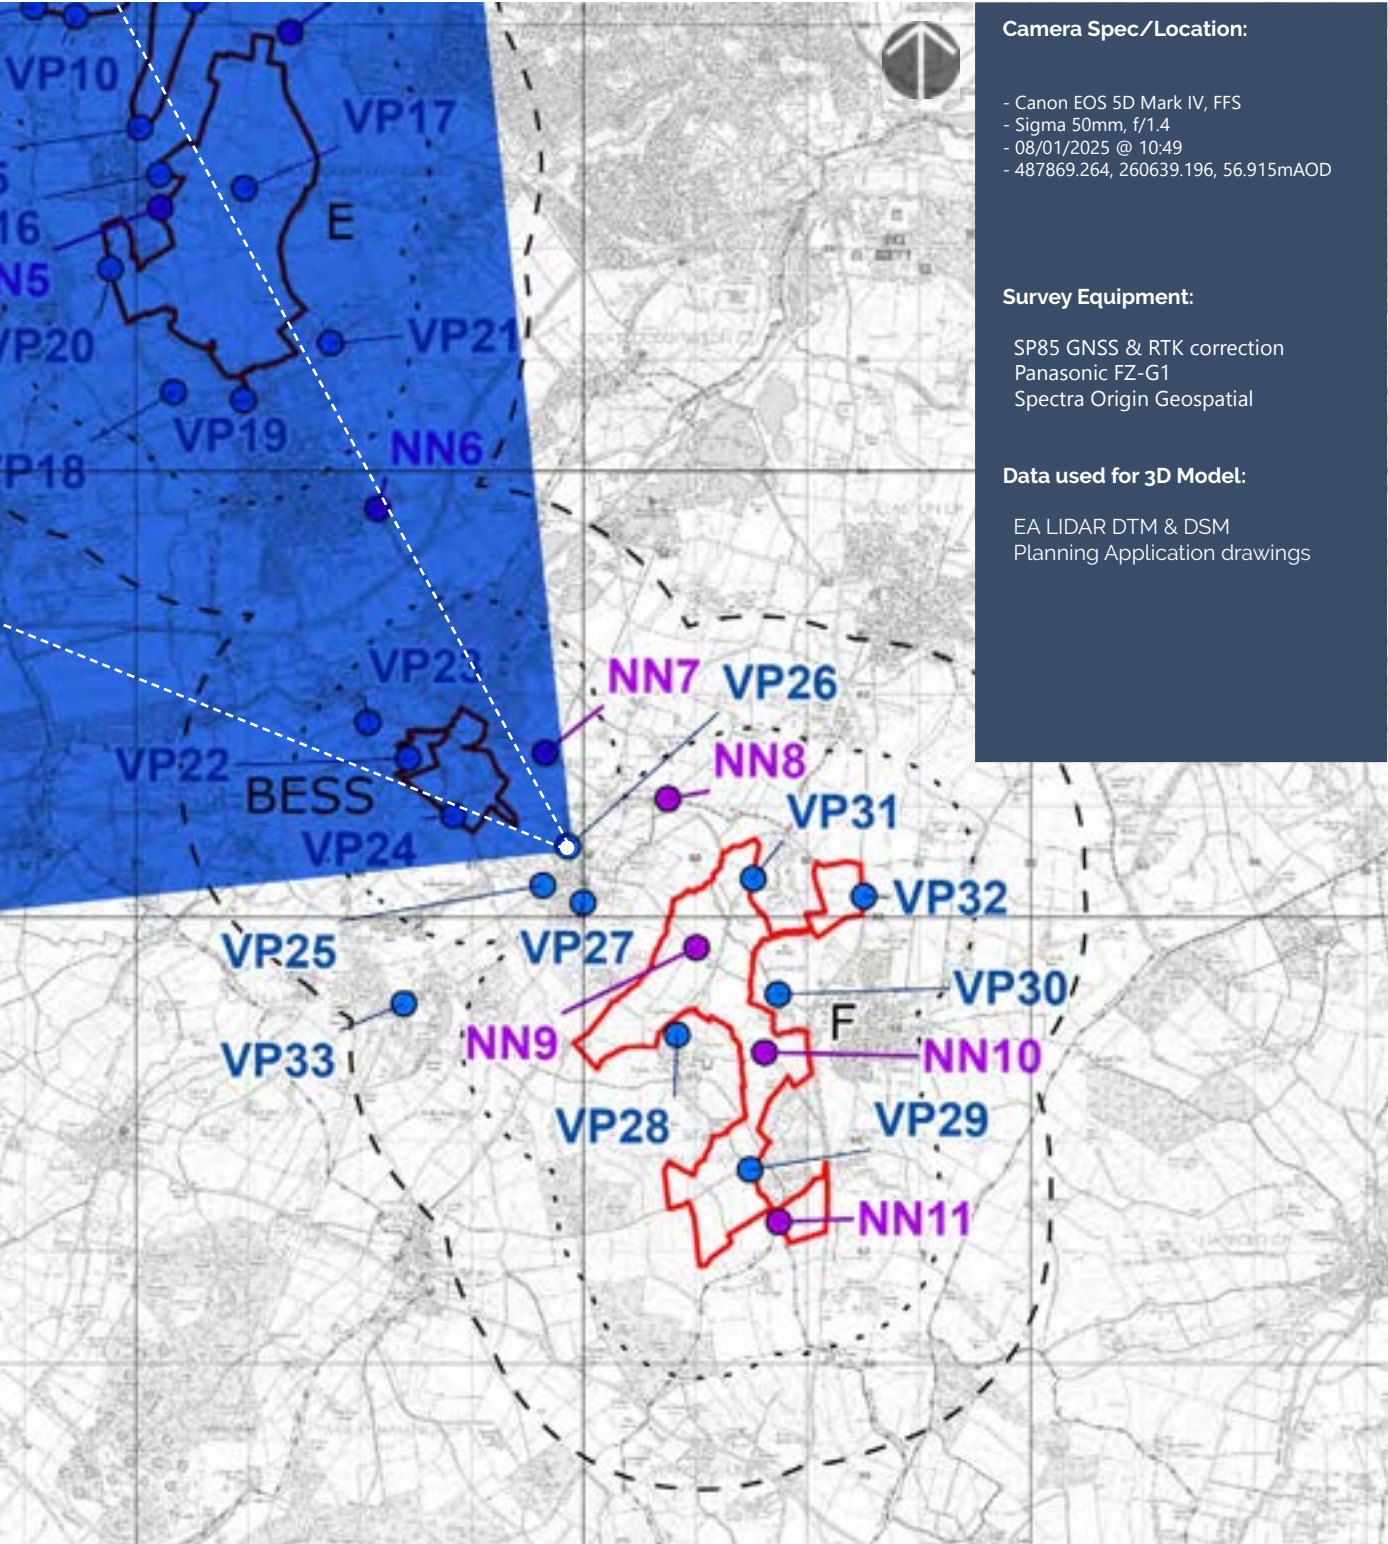 Camera Spec/Location:
- Canon EOS 5D Mark IV, FFS
- Sigma 50mm, f/1.4
- 08/01/2025 @ 10:49
- 487869.264, 260639.196, 56.915mAOD
Survey Equipment:
SP85 GNSS & RTK correction
Panasonic FZ-G1
Spectra Origin Geospatial
Data used for 3D Model:
EA LIDAR DTM & DSM
Planning Application drawings
VP10
VP17
5
16
E
N5
VP20
VP21
VP19
NN6
P18
VP23
NN7
VP26
VP22
BESS
NN8
VP31
VP24
VP32
VP25
VP27
VP30
F
VP33
NN9
NN10
VP28
VP29
NN11